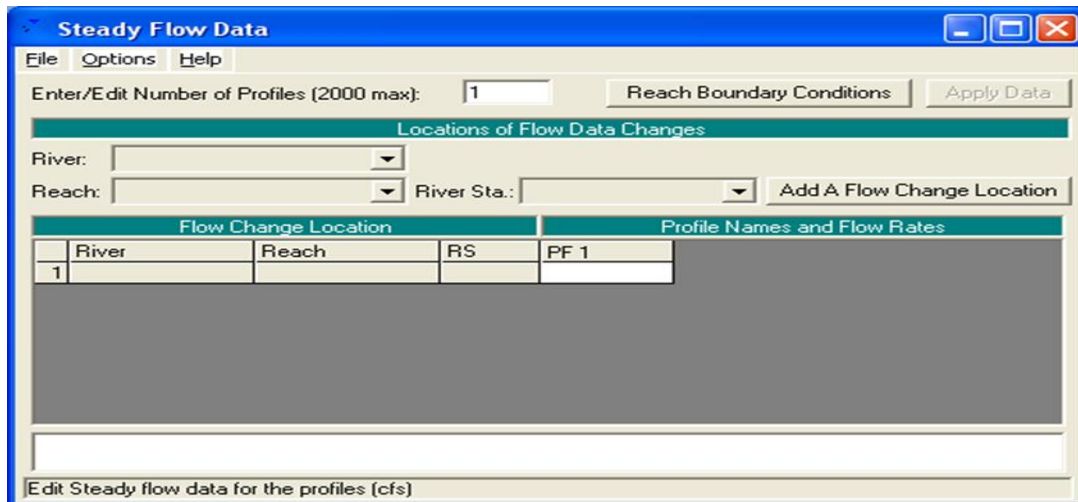 Steady Flow Data
File Options Help
Enter/Edit Number of Profiles (2000 max): 1 Reach Boundary Conditions Apply Data
Locations of Flow Data Changes
River:
Reach: River Sta.: Add A Flow Change Location
Flow Change Location Profile Names and Flow Rates
River Reach RS PF 1
1
Edit Steady flow data for the profiles (cfs)